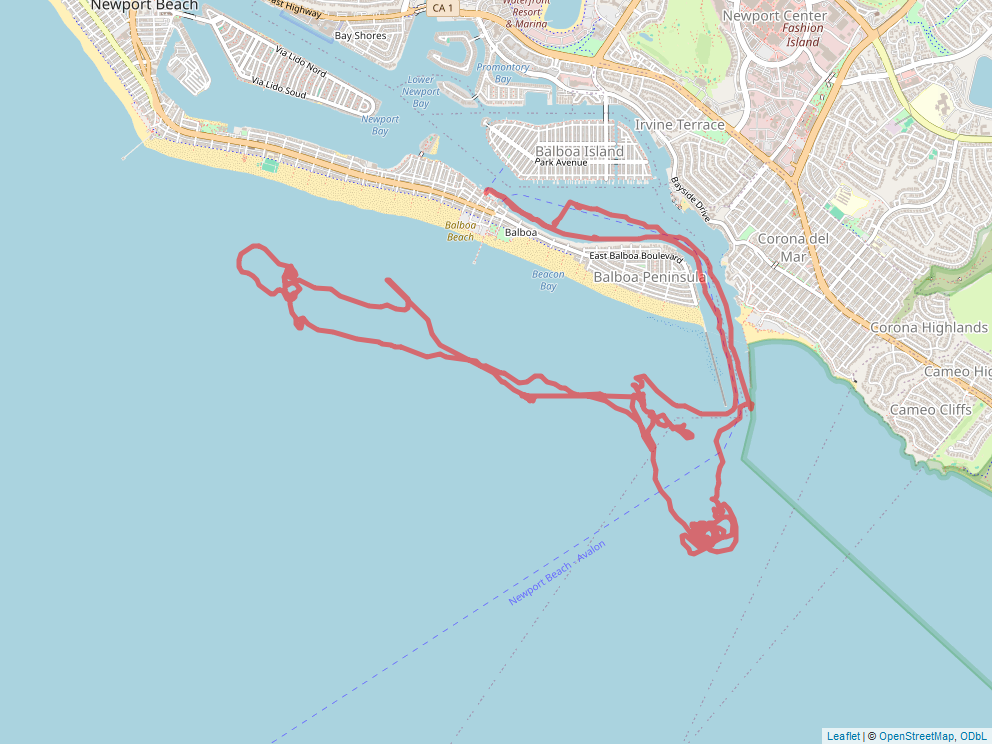 Newport Beach
East Highway
CA 1
Waterfront
Resort
& Marina
Newport Center
Fashion
Island
Bay Shores
Via Lido Nord
Via Lido Soud
Promontory
Bay
Lower
Newport
Bay
Newport
Bay
Irvine Terrace
Balboa Island
Park Avenue
Bayside Drive
Balboa
Beach
Balboa
Corona del
Mar
East Balboa Boulevard
Beacon
Bay
Balboa Peninsula
Corona Highlands
Cameo Hig
Cameo Cliffs
Newport Beach - Avalon
Leaflet | © OpenStreetMap, ODbL